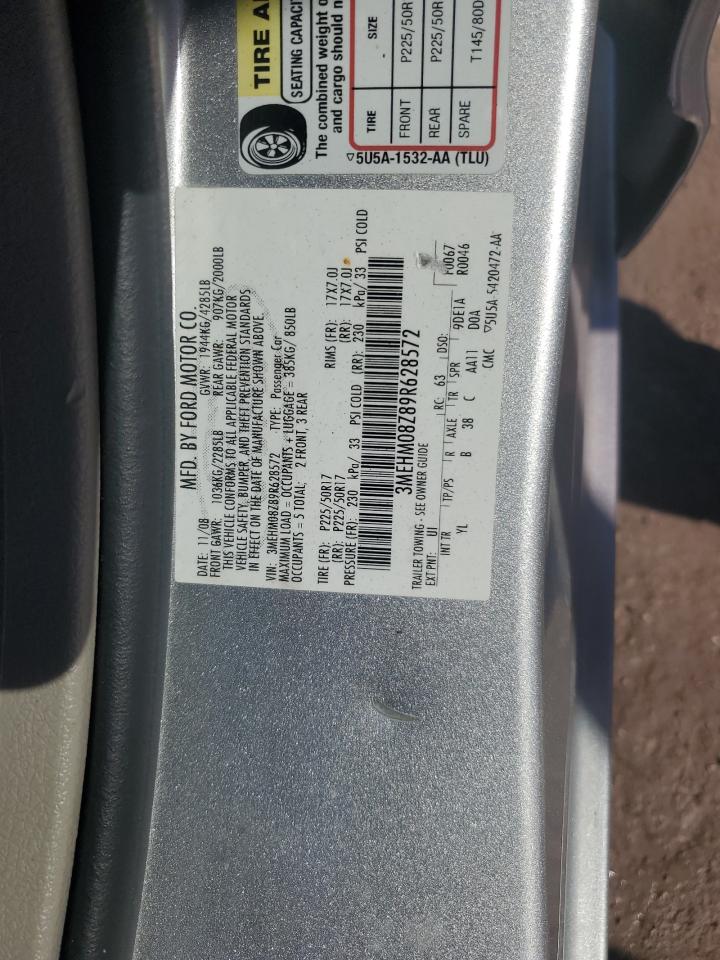 TIRE A
SEATING CAPACIT
The combined weight o
and cargo should n
TIRE SIZE
FRONT P225/50R
REAR P225/50R
SPARE T145/80D
5U5A-1532-AA (TLU)
MFD. BY FORD MOTOR CO.
DATE: 11/08 GVWR: 1944KG/4285LB
FRONT GAWR: 1036KG/2285LB REAR GAWR: 907KG/2000LB
THIS VEHICLE CONFORMS TO ALL APPLICABLE FEDERAL MOTOR
VEHICLE SAFETY, BUMPER, AND THEFT PREVENTION STANDARDS
IN EFFECT ON THE DATE OF MANUFACTURE SHOWN ABOVE.
VIN: 3MEHM08Z89R628572 TYPE: Passenger Car
MAXIMUM LOAD = OCCUPANTS + LUGGAGE = 385KG/ 850LB
OCCUPANTS = 5 TOTAL: 2 FRONT, 3 REAR
TIRE (FR): P225/50R17 RIMS (FR): 17X7.0J
(RR): P225/50R17 (RR): 17X7.0J
PRESSURE (FR): 230 kPa/ 33 PSI COLD (RR): 230 kPa/ 33 PSI COLD
3MEHM08Z89R628572
TRAILER TOWING - SEE OWNER GUIDE
F0067
R0046
EXT PNT: UI RC: 63 DSO:
INT TR TP/PS R AXLE TR SPR 9DE1A
YL B 38 C AA11 D0A
CMC 5U5A-5420472-AA